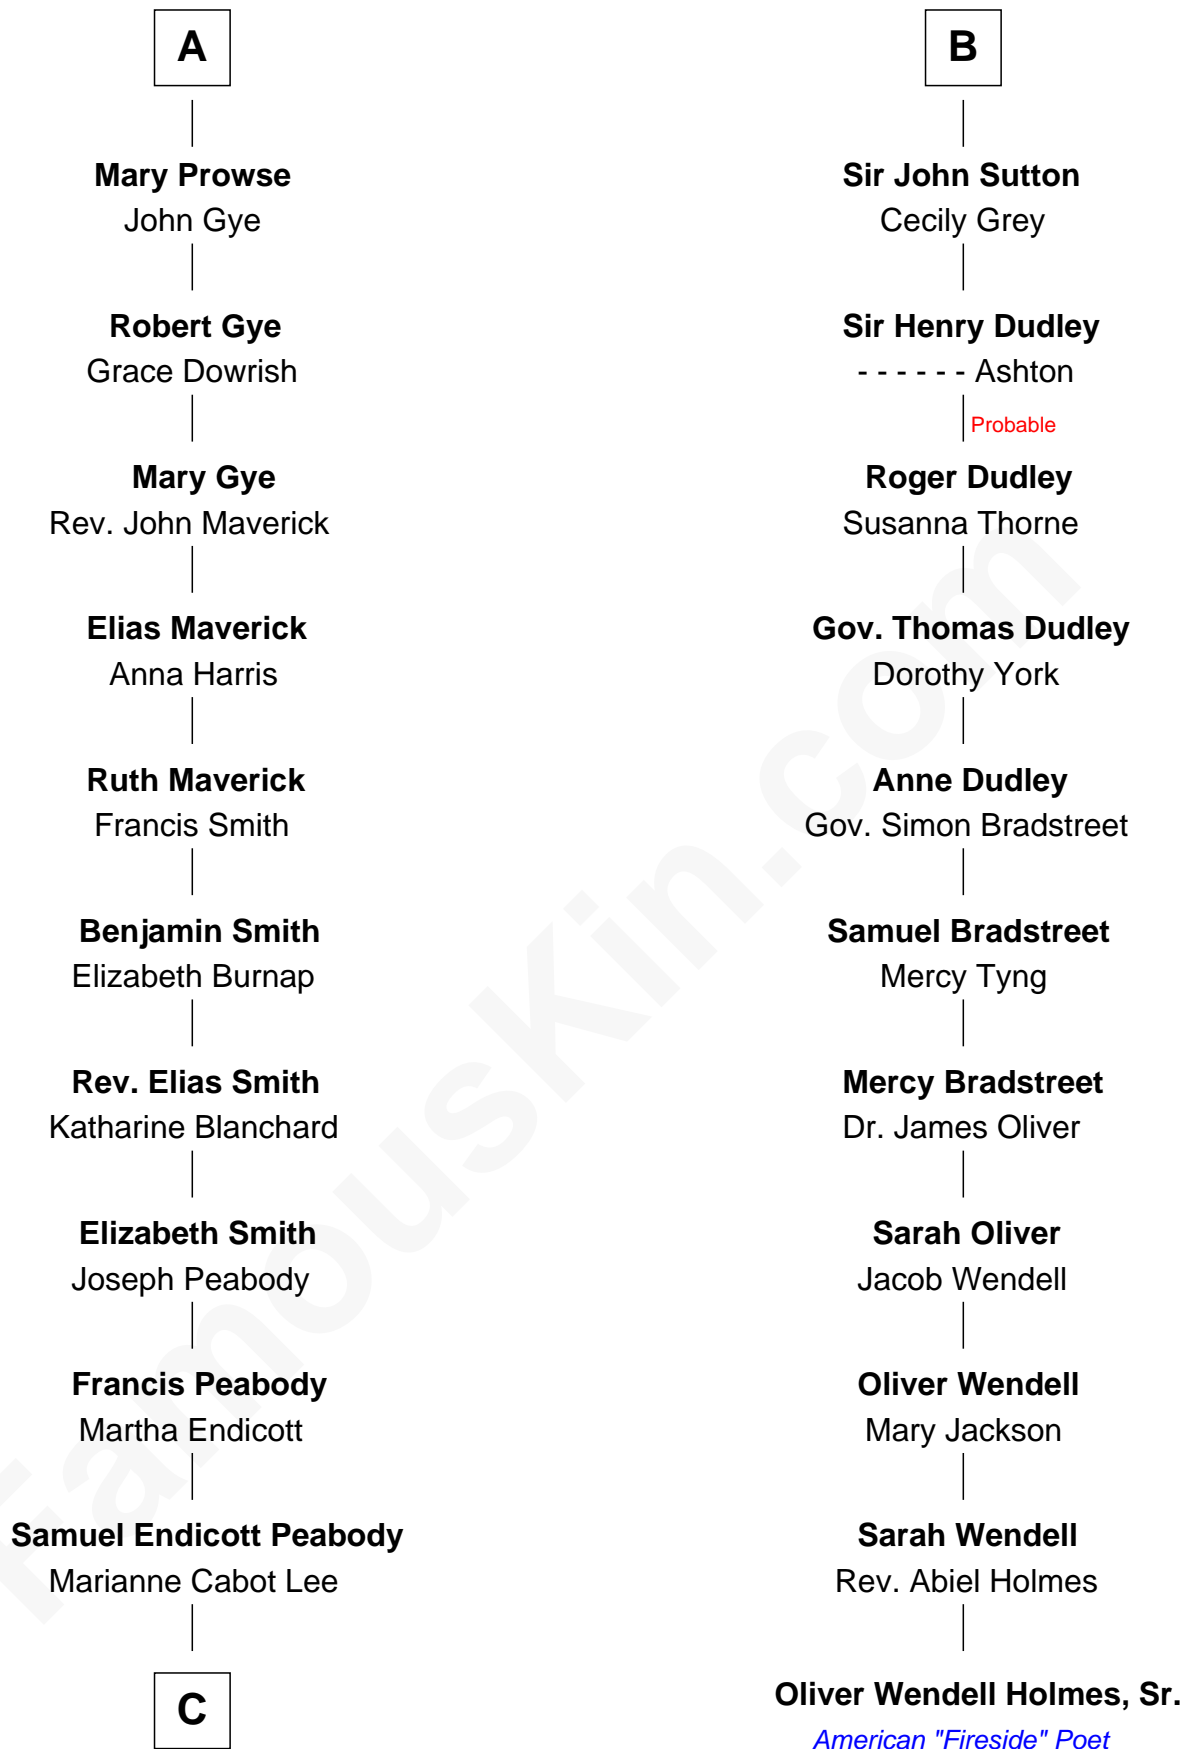 A
Mary Prowse
John Gye
Robert Gye
Grace Dowrish
Mary Gye
Rev. John Maverick
Elias Maverick
Anna Harris
Ruth Maverick
Francis Smith
Benjamin Smith
Elizabeth Burnap
Rev. Elias Smith
Katharine Blanchard
Elizabeth Smith
Joseph Peabody
Francis Peabody
Martha Endicott
Samuel Endicott Peabody
Marianne Cabot Lee
C
B
Sir John Sutton
Cecily Grey
Sir Henry Dudley
- - - - - - Ashton
Probable
Roger Dudley
Susanna Thorne
Gov. Thomas Dudley
Dorothy York
Anne Dudley
Gov. Simon Bradstreet
Samuel Bradstreet
Mercy Tyng
Mercy Bradstreet
Dr. James Oliver
Sarah Oliver
Jacob Wendell
Oliver Wendell
Mary Jackson
Sarah Wendell
Rev. Abiel Holmes
Oliver Wendell Holmes, Sr.
American "Fireside" Poet
FamousKin.com